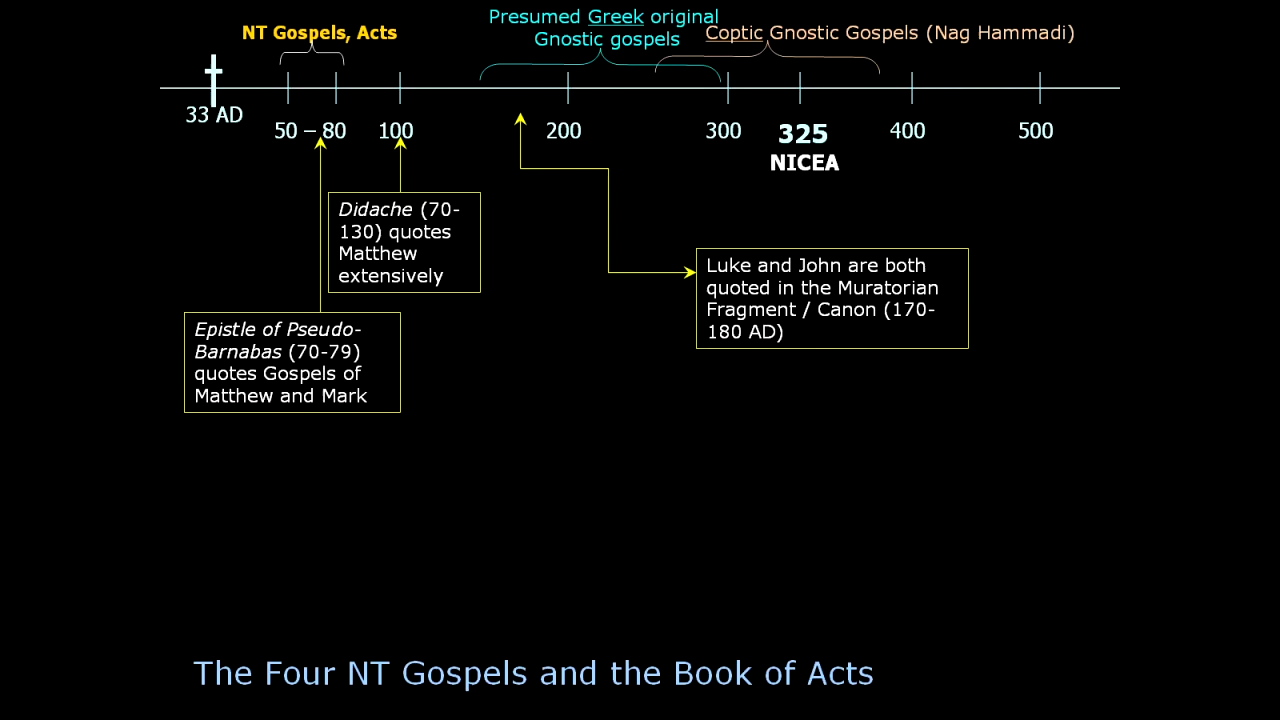 NT Gospels, Acts
Presumed Greek original
Gnostic gospels
Coptic Gnostic Gospels (Nag Hammadi)
33 AD
50 – 80
100
200
300
325
NICEA
400
500
Didache (70-
130) quotes
Matthew
extensively
Luke and John are both
quoted in the Muratorian
Fragment / Canon (170-
180 AD)
Epistle of Pseudo-
Barnabas (70-79)
quotes Gospels of
Matthew and Mark
The Four NT Gospels and the Book of Acts